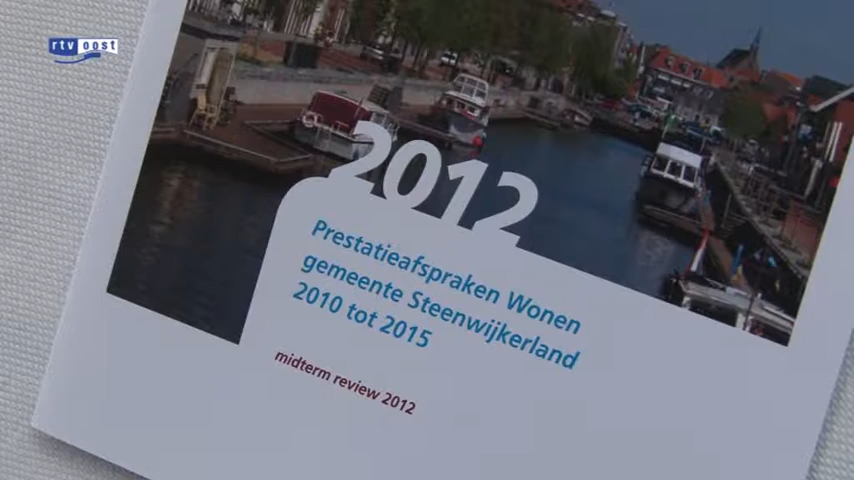 rtv oost
2012
Prestatieafspraken Wonen
gemeente Steenwijkerland
2010 tot 2015
midterm review 2012